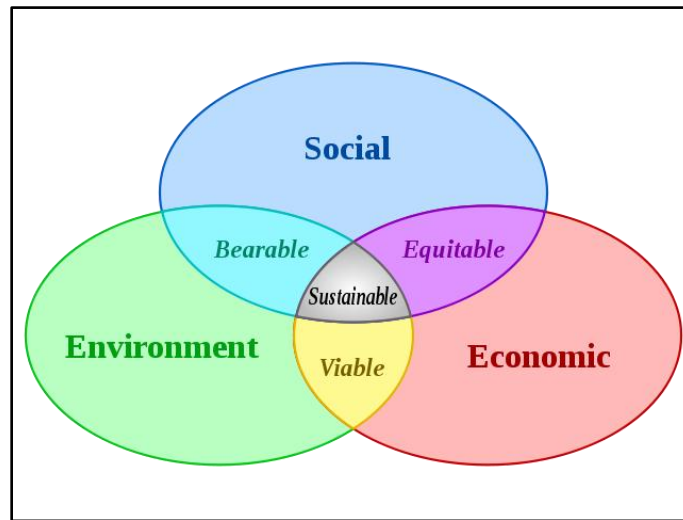 Social
Bearable
Equitable
Sustainable
Environment
Economic
Viable